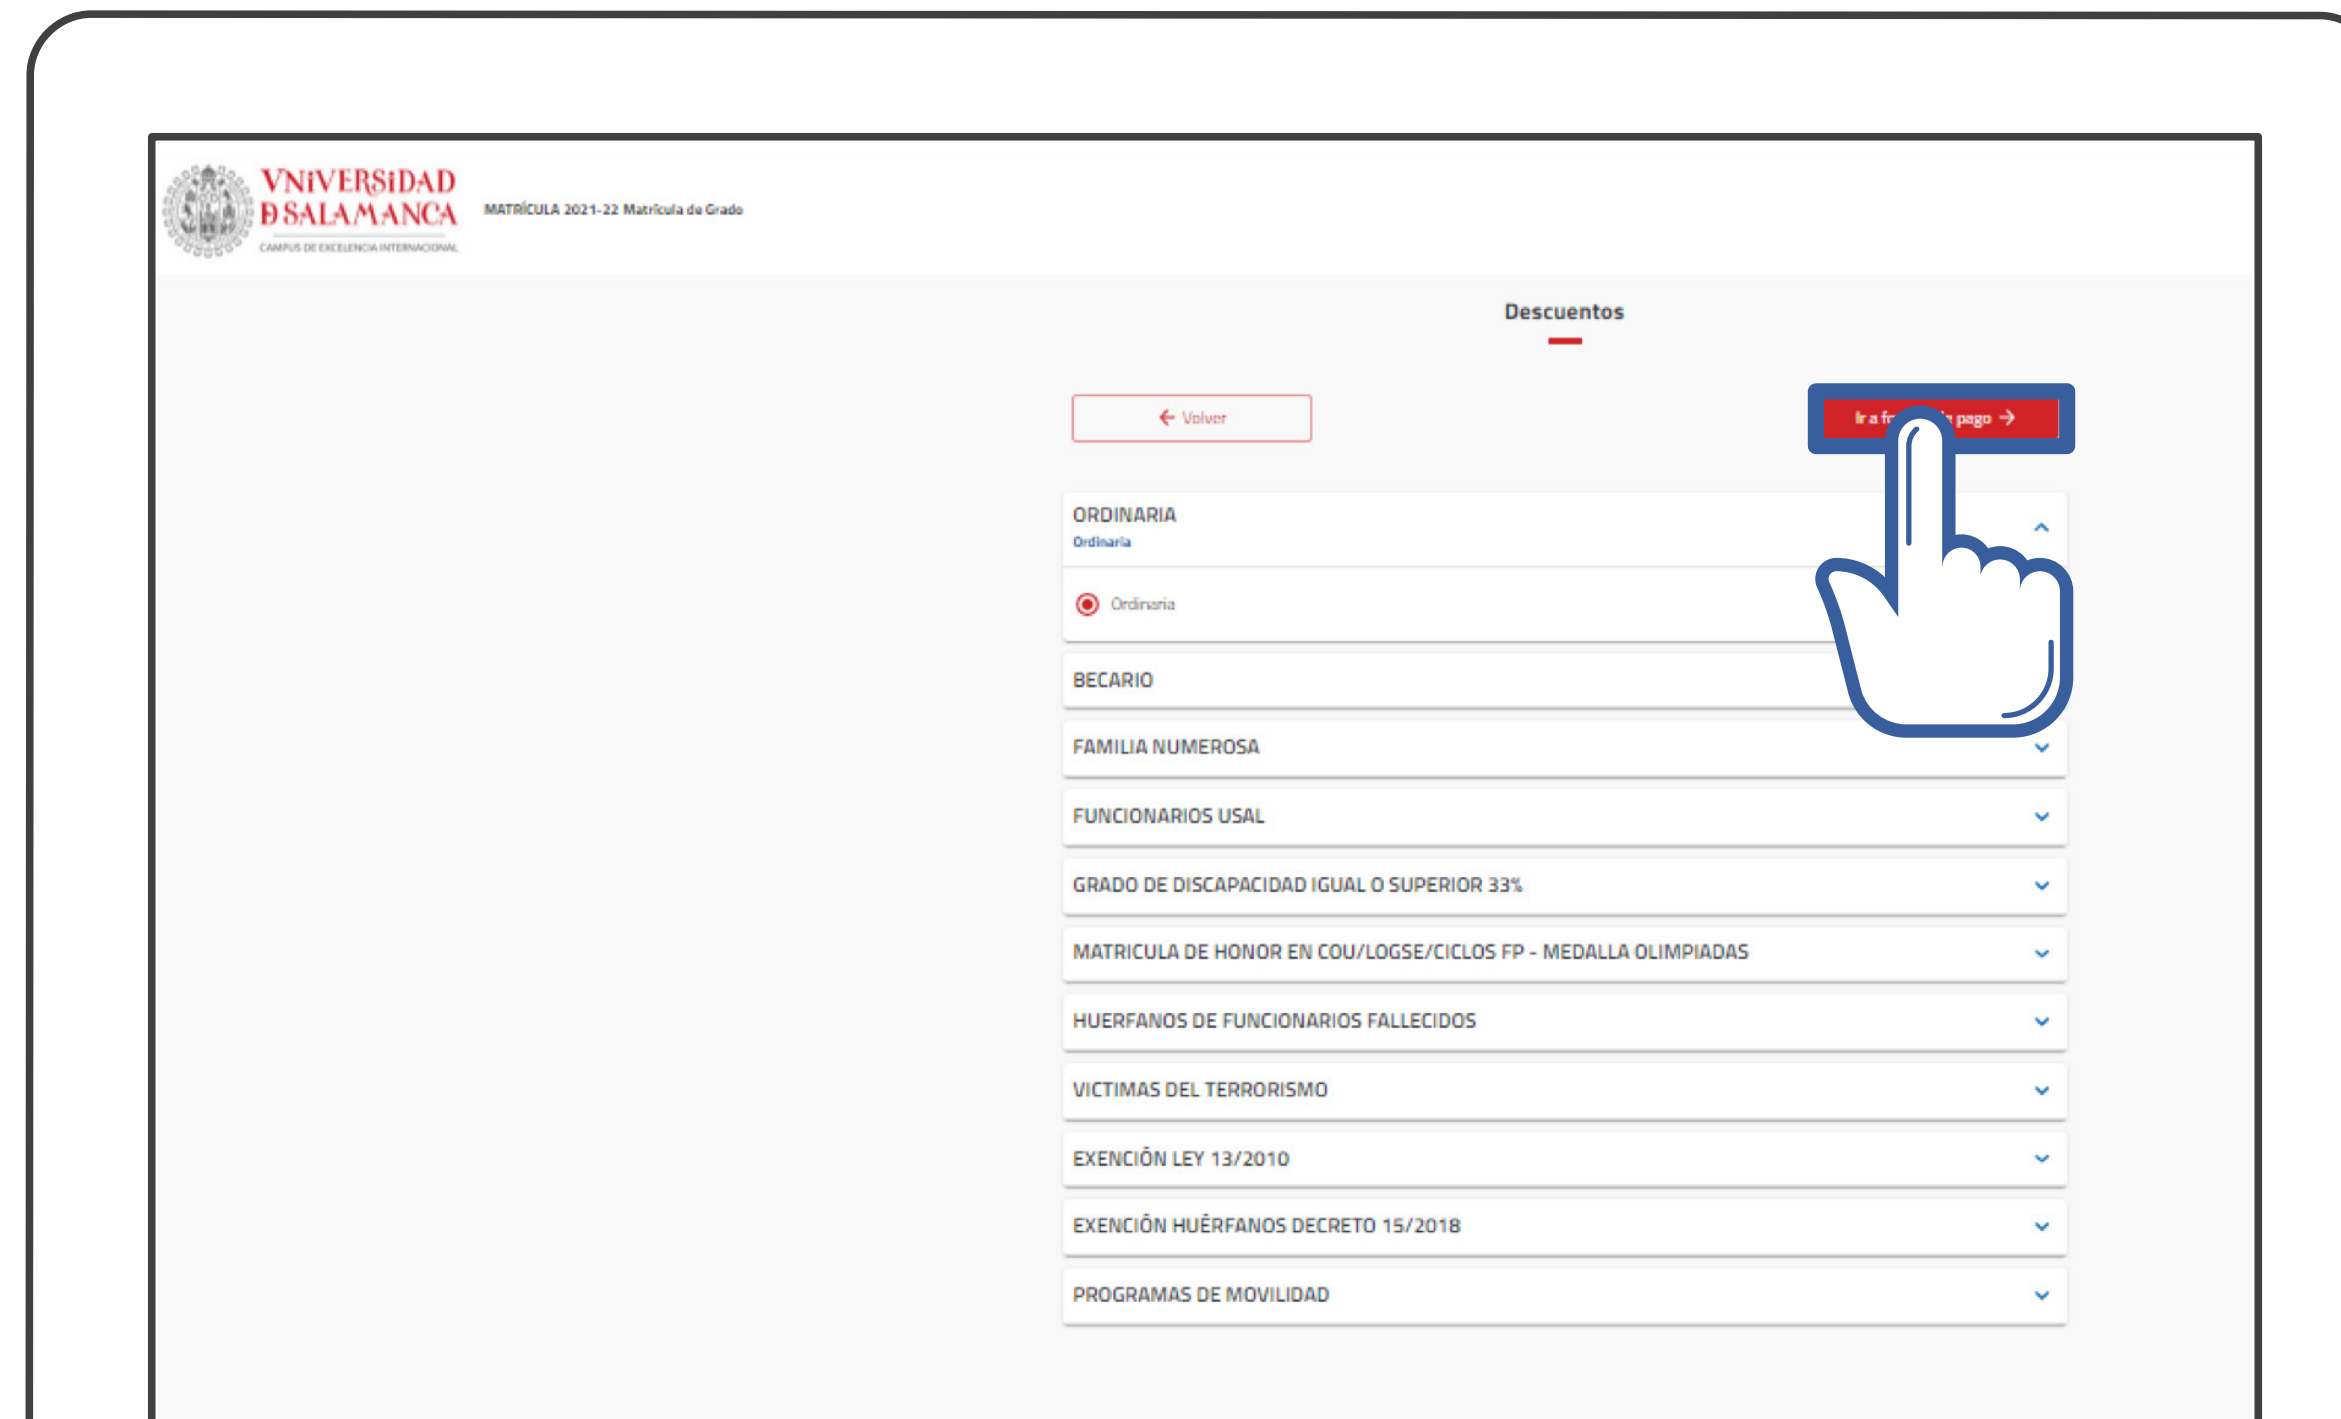 VNiVERSiDAD
Ð SALAMANCA
CAMPUS DE EXCELENCIA INTERNACIONAL
MATRÍCULA 2021-22 Matrícula de Grado
Descuentos
← Volver
Ir a pago →
ORDINARIA
Ordinaria
Ordinaria
BECARIO
FAMILIA NUMEROSA
FUNCIONARIOS USAL
GRADO DE DISCAPACIDAD IGUAL O SUPERIOR 33%
MATRICULA DE HONOR EN COU/LOGSE/CICLOS FP - MEDALLA OLIMPIADAS
HUERFANOS DE FUNCIONARIOS FALLECIDOS
VICTIMAS DEL TERRORISMO
EXENCIÓN LEY 13/2010
EXENCIÓN HUÉRFANOS DECRETO 15/2018
PROGRAMAS DE MOVILIDAD